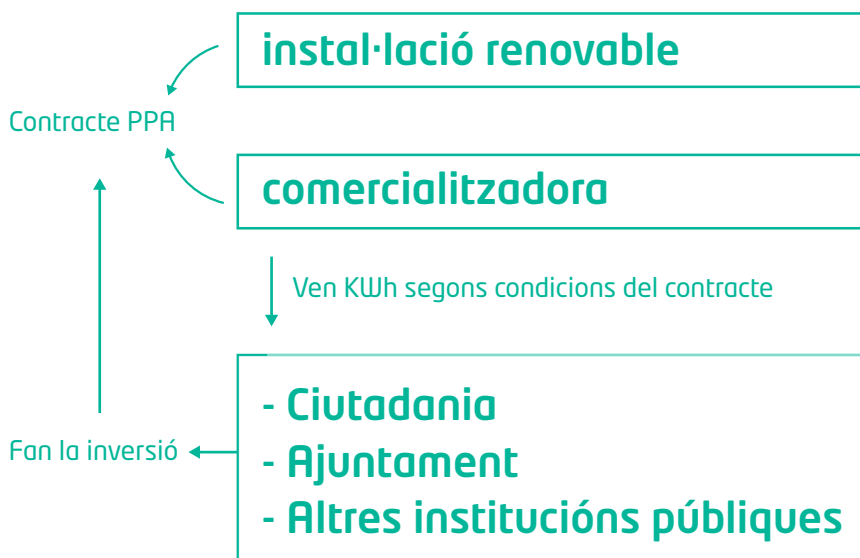 instal·lació renovable
Contracte PPA
comercialitzadora
Ven KWh segons condicions del contracte
- Ciutadania
- Ajuntament
- Altres institucións públiques
Fan la inversió